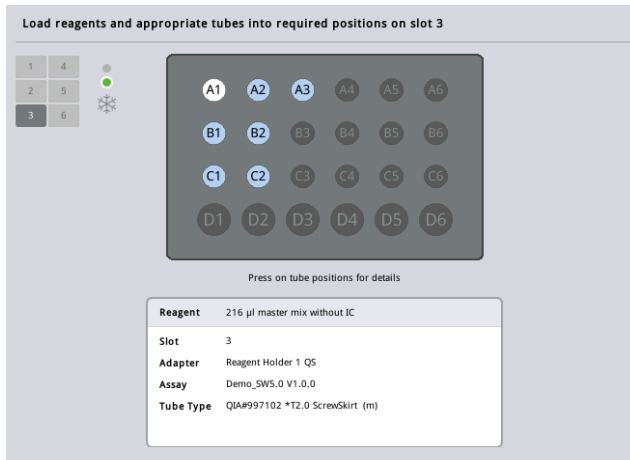 Load reagents and appropriate tubes into required positions on slot 3
1 4
2 5
3 6
A1 A2 A3 A4 A5 A6
B1 B2 B3 B4 B5 B6
C1 C2 C3 C4 C5 C6
D1 D2 D3 D4 D5 D6
Press on tube positions for details
Reagent 216 µl master mix without IC
Slot 3
Adapter Reagent Holder 1 QS
Assay Demo_SW5.0 V1.0.0
Tube Type QIA#997102 *T2.0 ScrewSkirt (m)